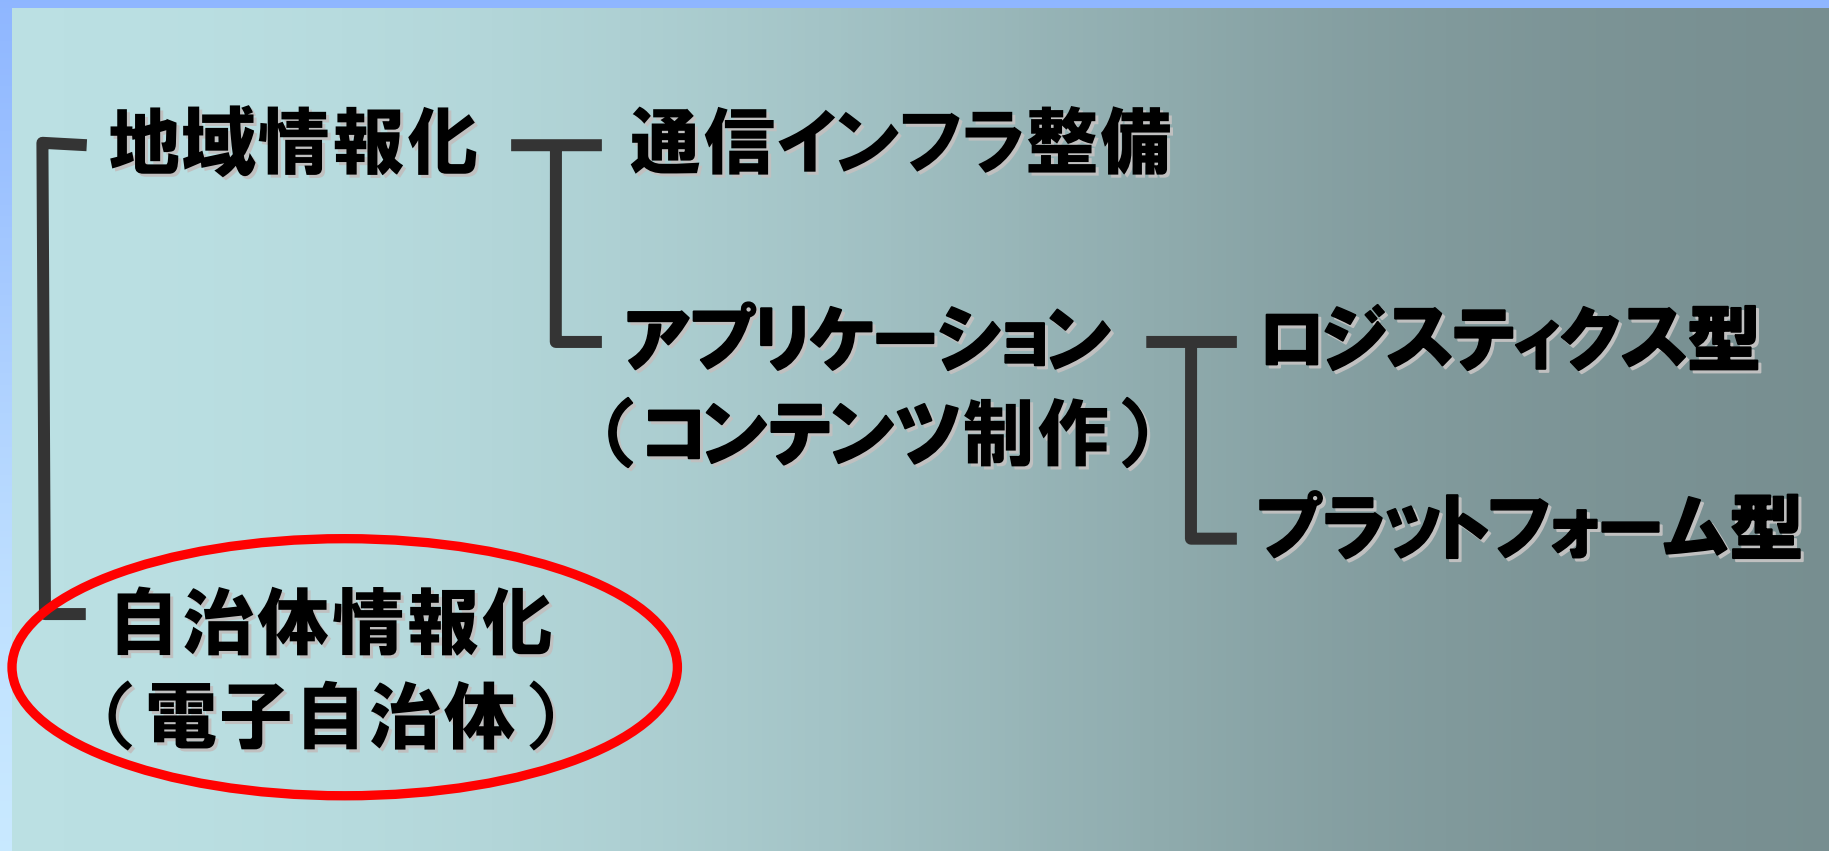 地域情報化
通信インフラ整備
アプリケーション
(コンテンツ制作)
ロジスティクス型
プラットフォーム型
自治体情報化
(電子自治体)